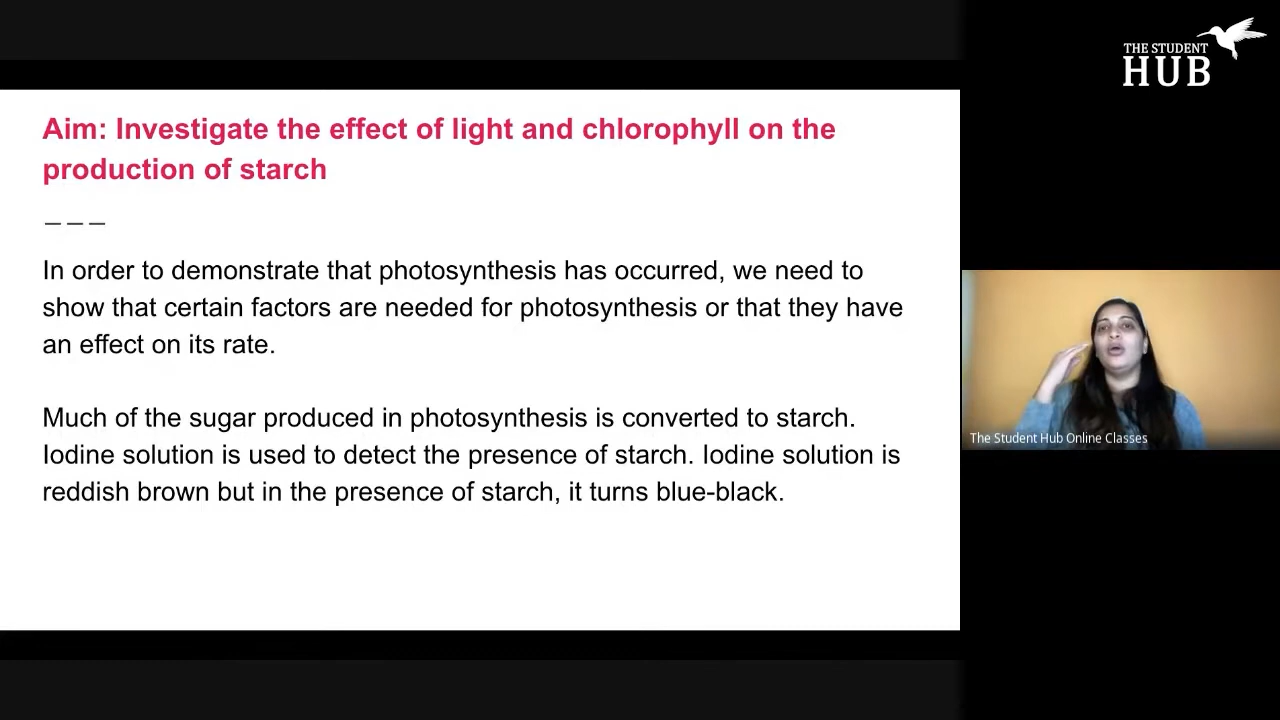 Aim: Investigate the effect of light and chlorophyll on the
production of starch
In order to demonstrate that photosynthesis has occurred, we need to
show that certain factors are needed for photosynthesis or that they have
an effect on its rate.
Much of the sugar produced in photosynthesis is converted to starch.
Iodine solution is used to detect the presence of starch. Iodine solution is
reddish brown but in the presence of starch, it turns blue-black.
THE STUDENT
HUB
The Student Hub Online Classes